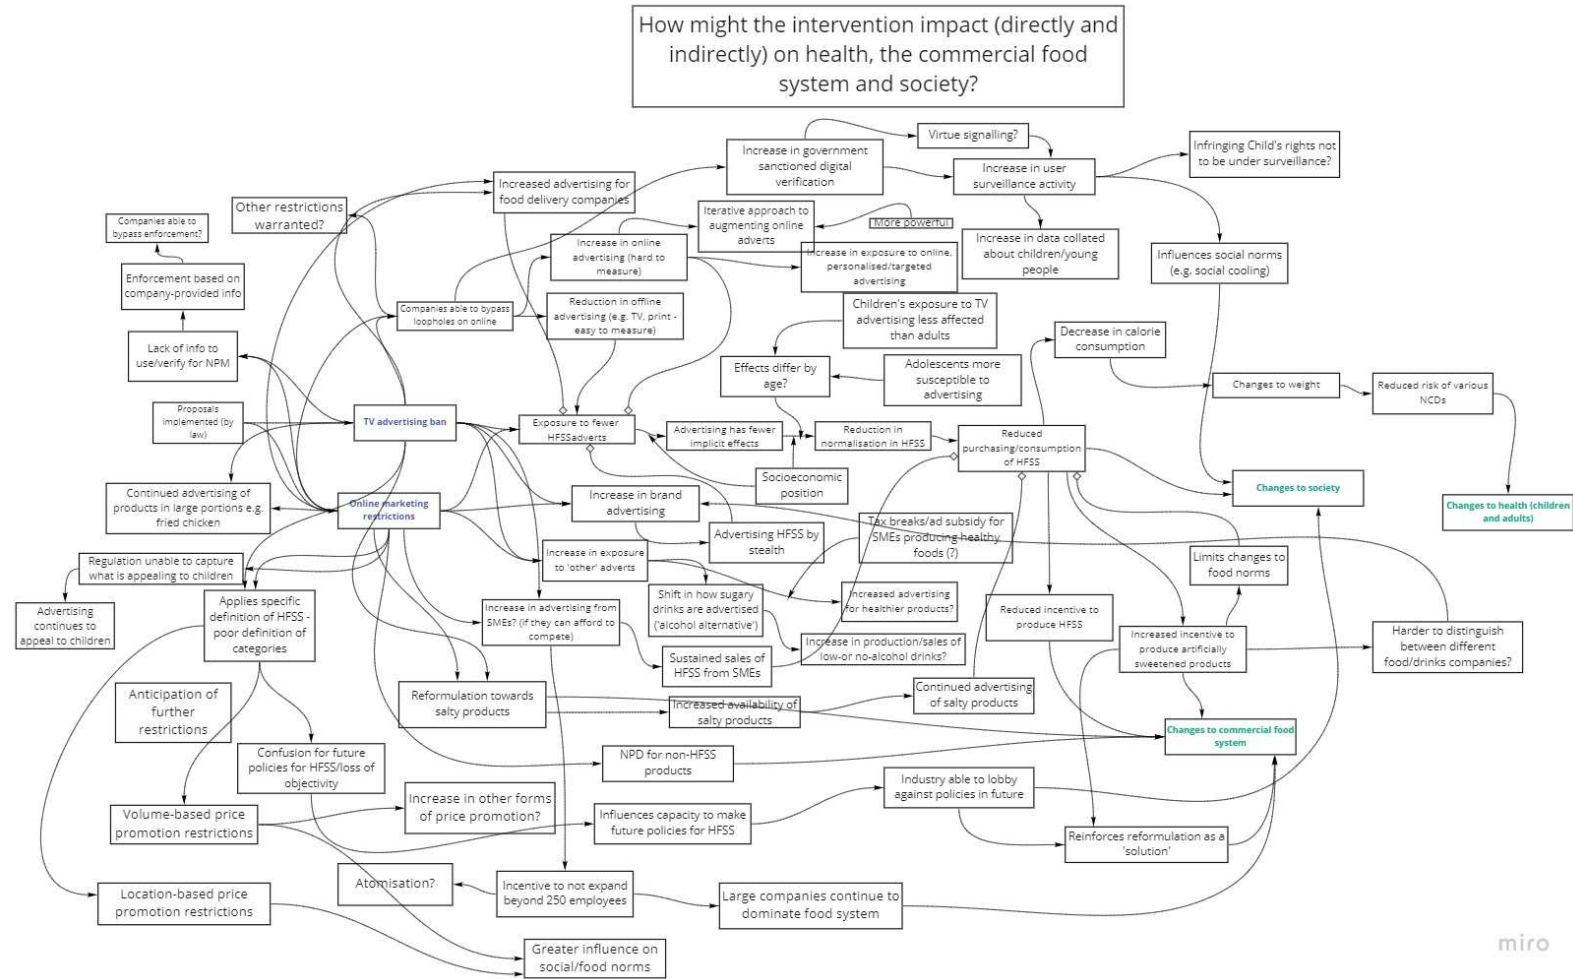 How might the intervention impact (directly and
indirectly) on health, the commercial food
system and society?
Virtue signalling?
Increase in government
sanctioned digital
verification
Infringing Child's rights not
to be under surveillance?
Increase in user
surveillance activity
Increased advertising for
food delivery companies
Other restrictions
warranted?
Iterative approach to
augmenting online
adverts
More powerful
Companies able to
bypass enforcement?
Increase in online
advertising (hard to
measure)
Increase in data collated
about children/young
people
Influences social norms
(e.g. social cooling)
Increase in exposure to online,
personalised/targeted
advertising
Enforcement based on
company-provided info
Companies able to bypass
loopholes on online
Reduction in offline
advertising (e.g. TV, print -
easy to measure)
Children's exposure to TV
advertising less affected
than adults
Decrease in calorie
consumption
Lack of info to
use/verify for NPM
Effects differ by
age?
Adolescents more
susceptible to
advertising
Changes to weight
Reduced risk of various
NCDs
Proposals
implemented (by
law)
TV advertising ban
Exposure to fewer
HFSSadverts
Advertising has fewer
implicit effects
Reduction in
normalisation in HFSS
Reduced
purchasing/consumption
of HFSS
Socioeconomic
position
Changes to society
Changes to health (children
and adults)
Continued advertising of
products in large portions e.g.
fried chicken
Online marketing
restrictions
Increase in brand
advertising
Advertising HFSS by
stealth
Tax breaks/ad subsidy for
SMEs producing healthy
foods (?)
Limits changes to
food norms
Regulation unable to capture
what is appealing to children
Increase in exposure
to 'other' adverts
Advertising
continues to
appeal to children
Applies specific
definition of HFSS -
poor definition of
categories
Increase in advertising from
SMEs? (if they can afford to
compete)
Shift in how sugary
drinks are advertised
('alcohol alternative')
Increased advertising
for healthier products?
Reduced incentive to
produce HFSS
Increased incentive to
produce artificially
sweetened products
Harder to distinguish
between different
food/drinks companies?
Increase in production/sales of
low-or no-alcohol drinks?
Sustained sales of
HFSS from SMEs
Anticipation of
further
restrictions
Reformulation towards
salty products
Increased availability of
salty products
Continued advertising
of salty products
Changes to commercial food
system
Confusion for future
policies for HFSS/loss of
objectivity
NPD for non-HFSS
products
Industry able to lobby
against policies in future
Volume-based price
promotion restrictions
Increase in other forms
of price promotion?
Influences capacity to make
future policies for HFSS
Reinforces reformulation as a
'solution'
Atomisation?
Incentive to not expand
beyond 250 employees
Large companies continue to
dominate food system
Location-based price
promotion restrictions
Greater influence on
social/food norms
miro